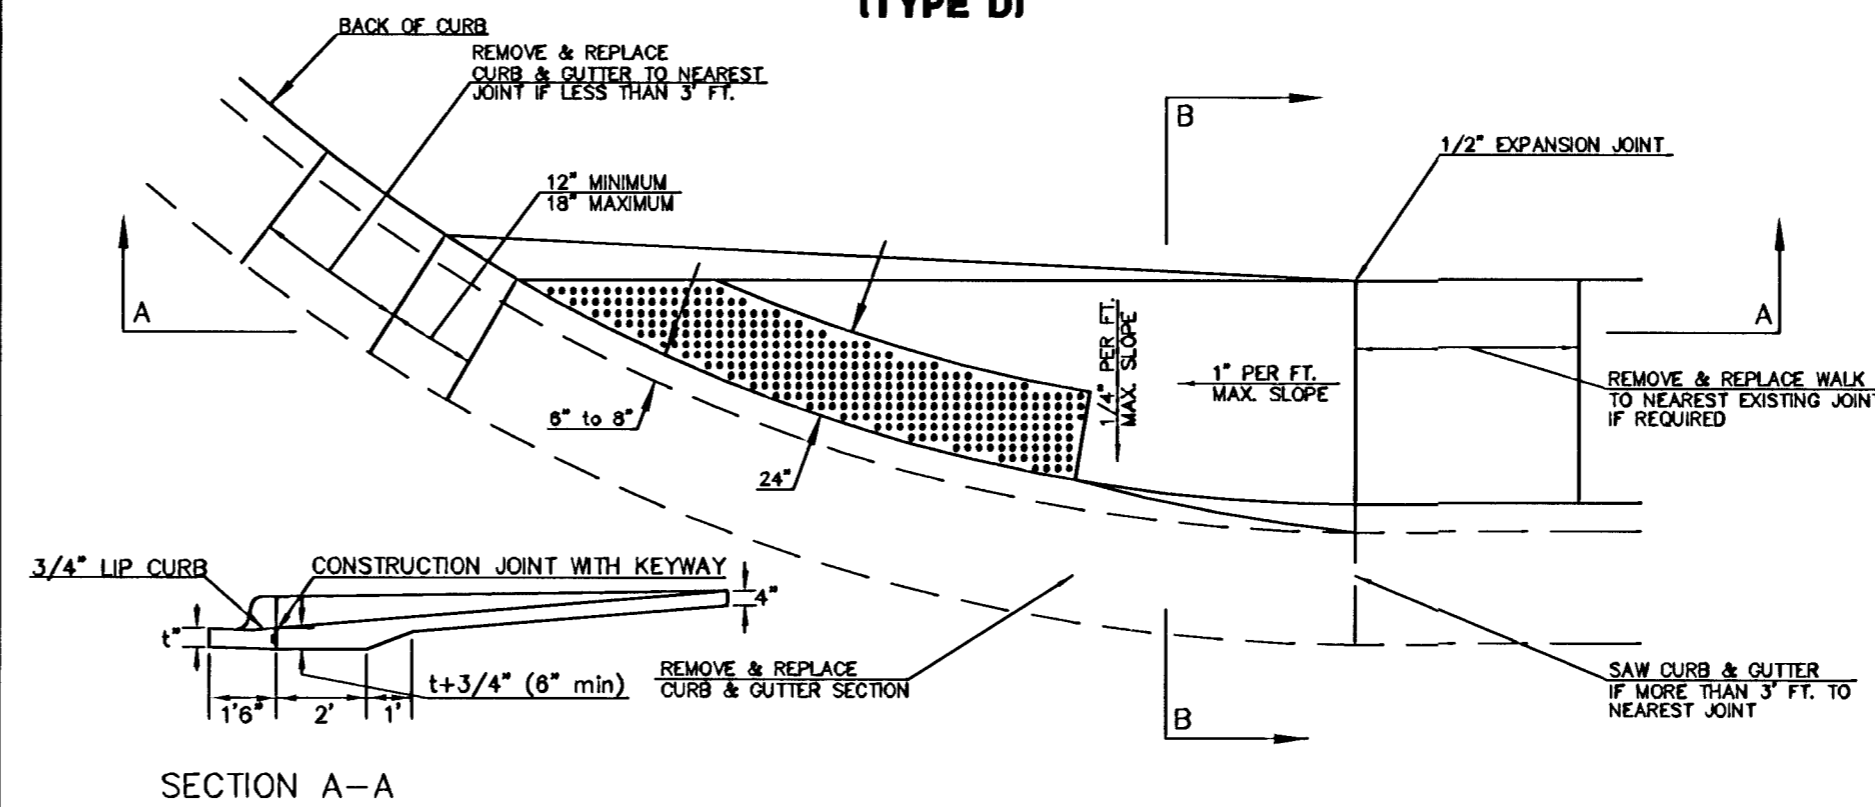 (TYPE D)
BACK OF CURB
REMOVE & REPLACE
CURB & GUTTER TO NEAREST
JOINT IF LESS THAN 3' FT.
12" MINIMUM
18" MAXIMUM
B
1/2" EXPANSION JOINT
A
A
1/4" PER FT.
MAX. SLOPE
1" PER FT.
MAX. SLOPE
REMOVE & REPLACE WALK
TO NEAREST EXISTING JOINT
IF REQUIRED
6" to 8"
24"
3/4" LIP CURB
CONSTRUCTION JOINT WITH KEYWAY
4"
t"
t+3/4" (6" min)
1'6"
2'
1'
REMOVE & REPLACE
CURB & GUTTER SECTION
SAW CURB & GUTTER
IF MORE THAN 3' FT. TO
NEAREST JOINT
B
SECTION A-A